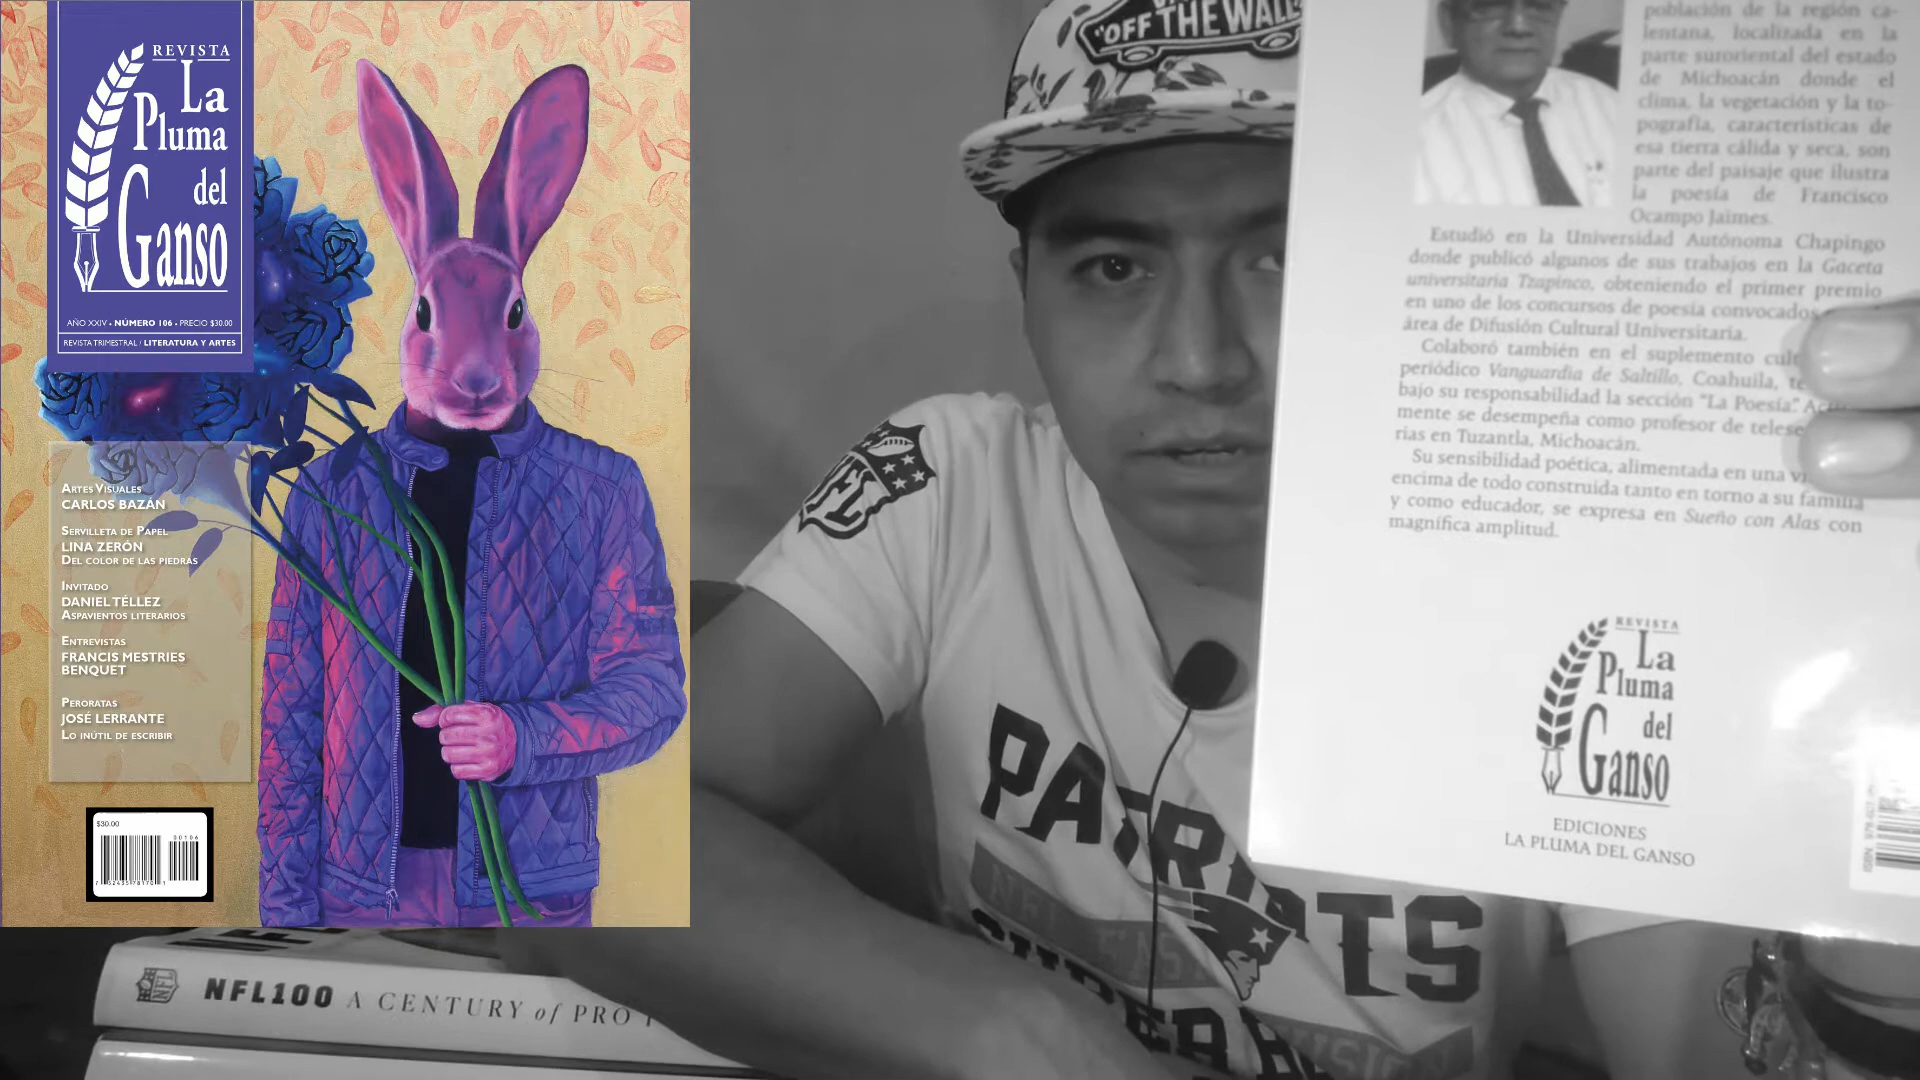 REVISTA
La
Pluma
del
Ganso
AÑO XXIV • NÚMERO 106 • PRECIO $30.00
REVISTA TRIMESTRAL / LITERATURA Y ARTES
ARTES VISUALES
CARLOS BAZÁN
SERVILLETA DE PAPEL
LINA ZERÓN
DEL COLOR DE LAS PIEDRAS
INVITADO
DANIEL TÉLLEZ
ASPAVIENTOS LITERARIOS
ENTREVISTAS
FRANCIS MESTRIES
BENQUET
PERORATAS
JOSÉ LERRANTE
LO INÚTIL DE ESCRIBIR
$30.00
00106
"OFF THE WALL
NFL
PATRIOTS
NFL EAS
SUPER B
VISION
NFL100 A CENTURY of PRO
población de la región ca-
lentana, localizada en la
parte suroriental del estado
de Michoacán donde el
clima, la vegetación y la to-
pografía, características de
esa tierra cálida y seca, son
parte del paisaje que ilustra
la poesía de Francisco
Ocampo Jaimes.
Estudió en la Universidad Autónoma Chapingo
donde publicó algunos de sus trabajos en la Gaceta
universitaria Tzapinco, obteniendo el primer premio
en uno de los concursos de poesía convocados
área de Difusión Cultural Universitaria.
Colaboró también en el suplemento cult
periódico Vanguardia de Saltillo, Coahuila, te
bajo su responsabilidad la sección "La Poesía." Actu
mente se desempeña como profesor de telese
rias en Tuzantla, Michoacán.
Su sensibilidad poética, alimentada en una vi
encima de todo construida tanto en torno a su familia
y como educador, se expresa en Sueño con Alas con
magnífica amplitud.
REVISTA
La
Pluma
del
Ganso
EDICIONES
LA PLUMA DEL GANSO